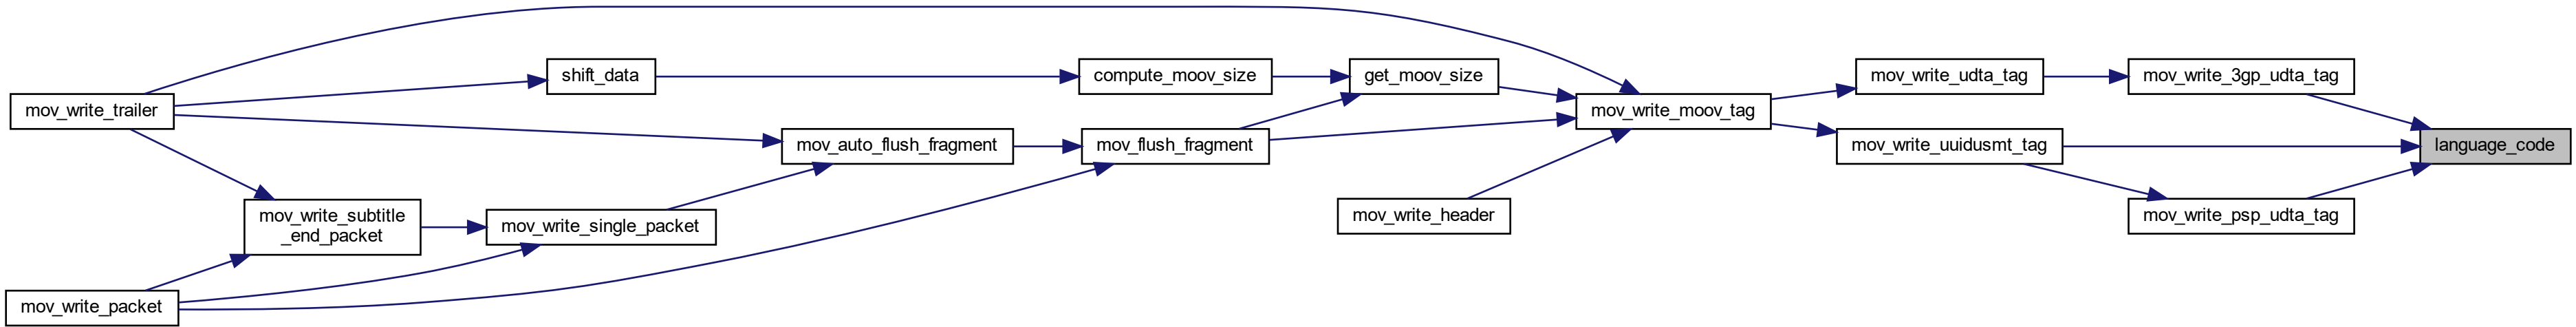 mov_write_trailer
shift_data
compute_moov_size
get_moov_size
mov_write_udta_tag
mov_write_3gp_udta_tag
mov_write_moov_tag
mov_auto_flush_fragment
mov_flush_fragment
mov_write_uuidusmt_tag
language_code
mov_write_subtitle
_end_packet
mov_write_single_packet
mov_write_header
mov_write_psp_udta_tag
mov_write_packet